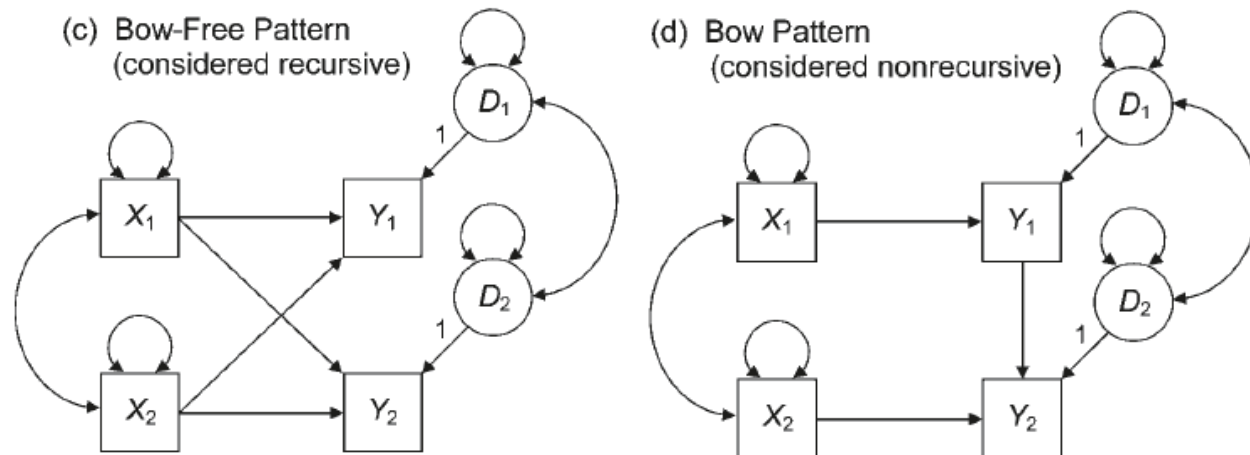 (c) Bow-Free Pattern
(considered recursive)
D₁
1
X₁
Y₁
D₂
1
X₂
Y₂
(d) Bow Pattern
(considered nonrecursive)
D₁
1
X₁
Y₁
D₂
1
X₂
Y₂